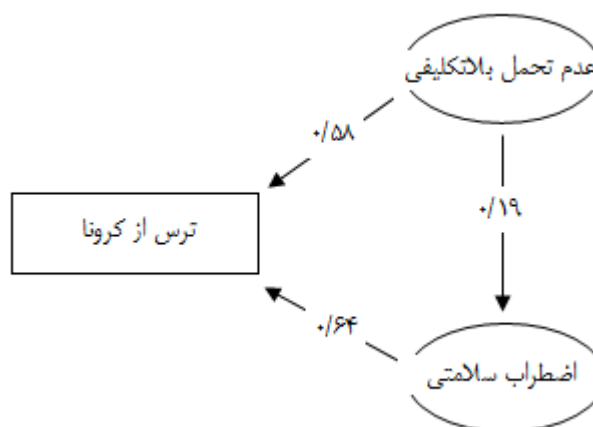 عدم تحمل بلاتکلیفی
۰/۵۸
۰/۱۹
ترس از کرونا
۰/۶۴
اضطراب سلامتی